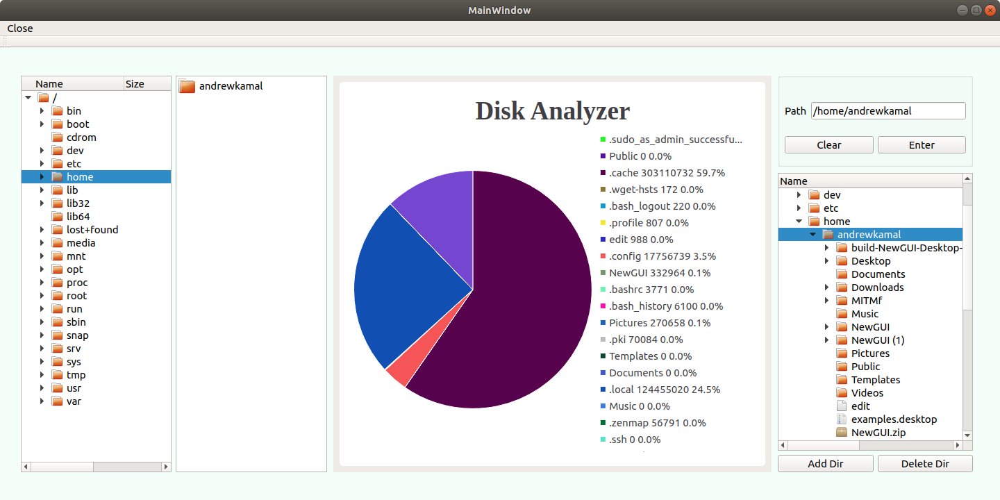 MainWindow
Close
Name Size
/
bin
boot
cdrom
dev
etc
home
lib
lib32
lib64
lost+found
media
mnt
opt
proc
root
run
sbin
snap
srv
sys
tmp
usr
var
andrewkamal
Disk Analyzer
.sudo_as_admin_successfu...
Public 0 0.0%
.cache 303110732 59.7%
.wget-hsts 172 0.0%
.bash_logout 220 0.0%
.profile 807 0.0%
edit 988 0.0%
.config 17756739 3.5%
NewGUI 332964 0.1%
.bashrc 3771 0.0%
.bash_history 6100 0.0%
Pictures 270658 0.1%
.pki 70084 0.0%
Templates 0 0.0%
Documents 0 0.0%
.local 124455020 24.5%
Music 0 0.0%
.zenmap 56791 0.0%
.ssh 0 0.0%
Path /home/andrewkamal
Clear Enter
Name
dev
etc
home
andrewkamal
build-NewGUI-Desktop-
Desktop
Documents
Downloads
MITMf
Music
NewGUI
NewGUI (1)
Pictures
Public
Templates
Videos
edit
examples.desktop
NewGUI.zip
Add Dir Delete Dir